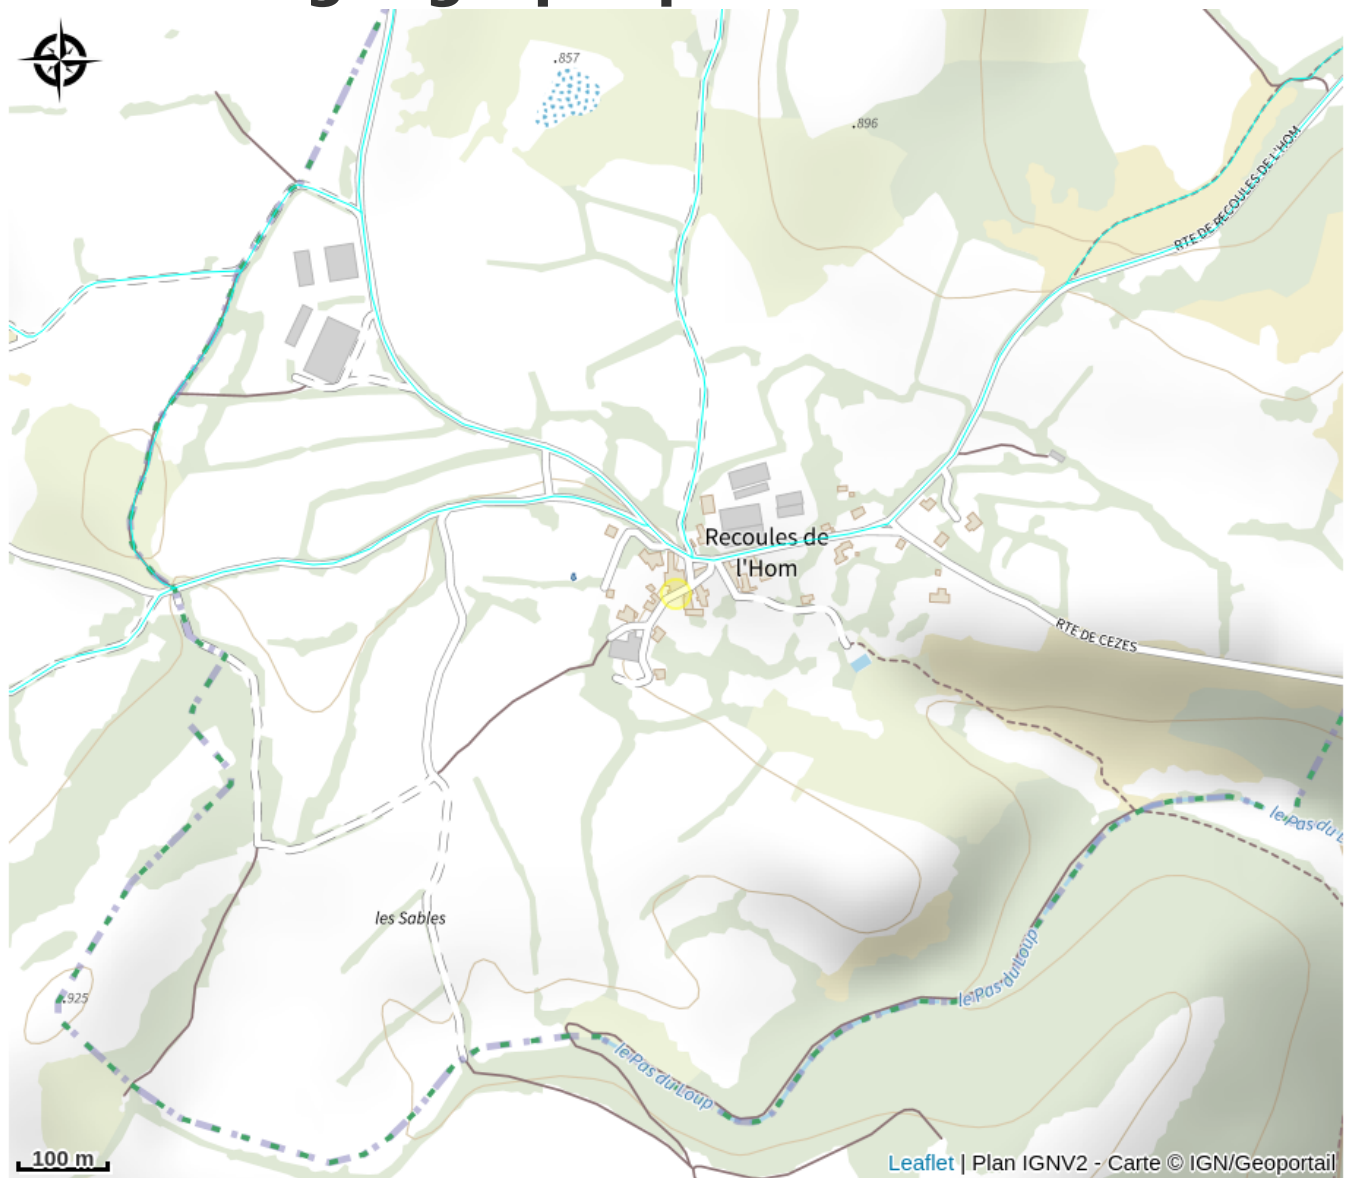 .857
.896
RTE DE RECOULES DE L'HOM
Recoules de
l'Hom
RTE DE CEZES
le Pas du L
les Sables
le Pas du Loup
.925
le Pas du Loup
100 m
Leaflet | Plan IGNV2 - Carte © IGN/Geoportail